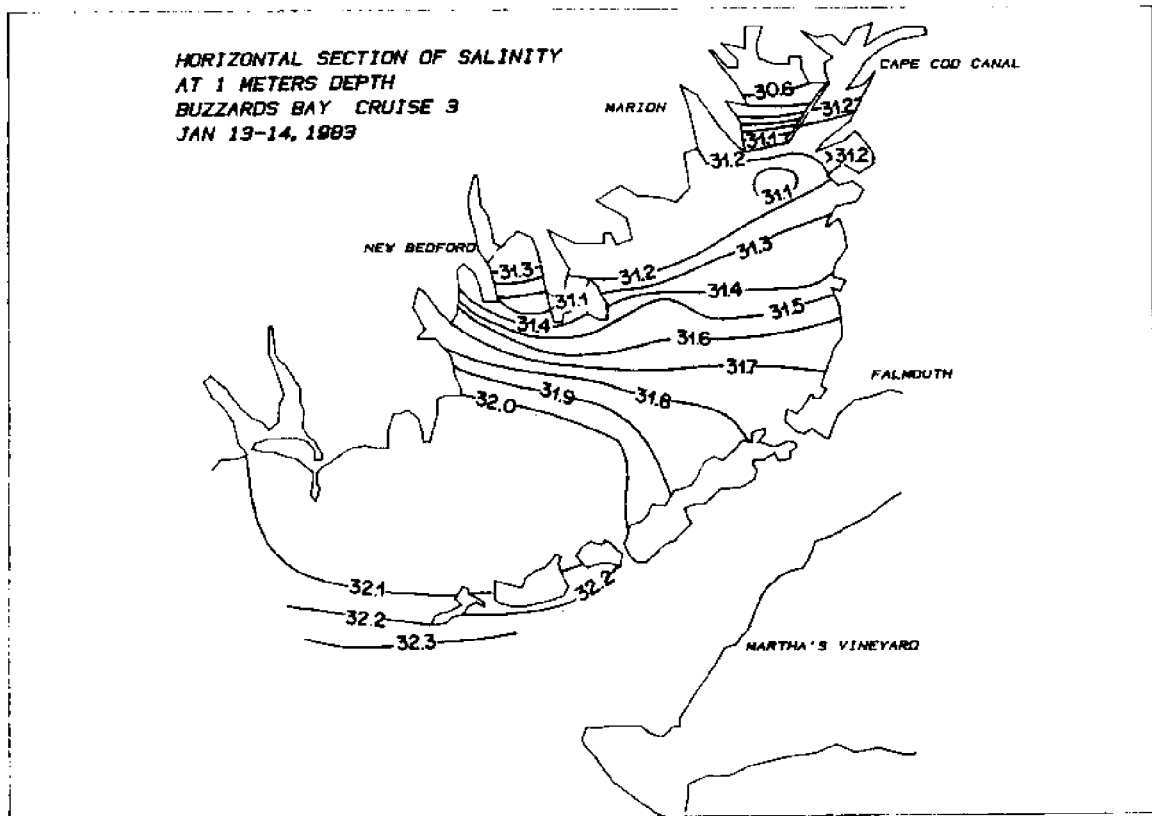 HORIZONTAL SECTION OF SALINITY
AT 1 METERS DEPTH
BUZZARDS BAY CRUISE 3
JAN 13-14, 1983
CAPE COD CANAL
MARION
30.6
31.2
31.1
31.2
31.2
31.1
NEW BEDFORD
31.3
31.3
31.2
31.1
31.4
31.5
31.4
31.6
31.7
FALMOUTH
31.9
31.8
32.0
32.1
32.2
32.2
32.3
MARTHA'S VINEYARD